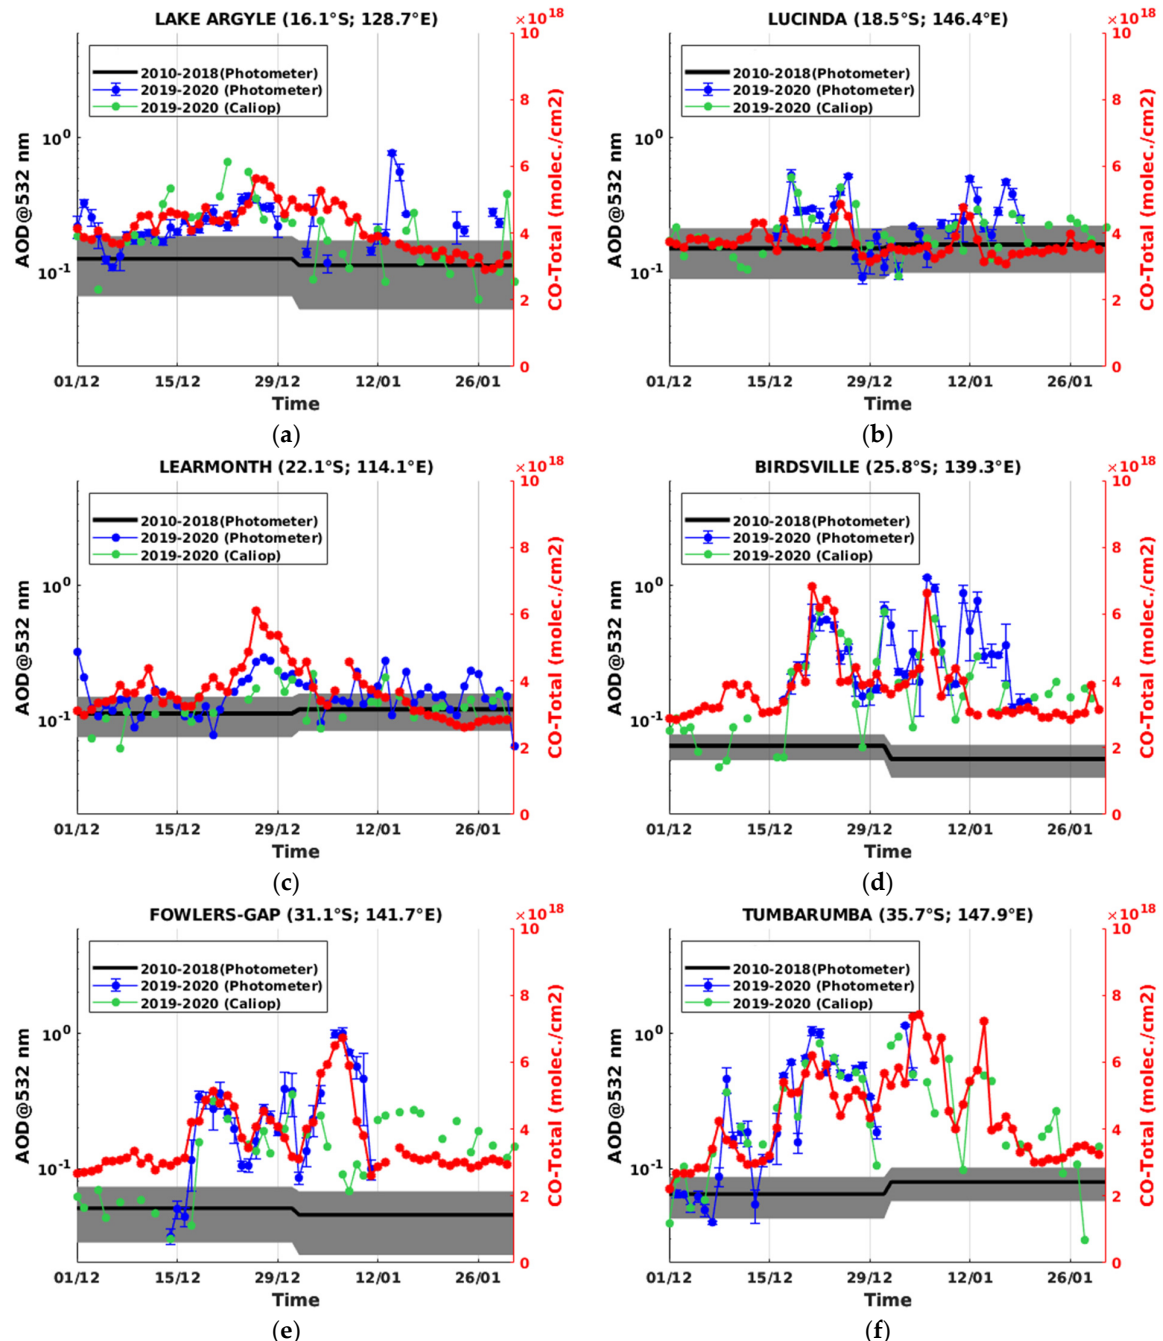 LAKE ARGYLE (16.1°S; 128.7°E)
×10^18
10
8
6
4
2
0
CO-Total (molec./cm2)
2010-2018(Photometer)
2019-2020 (Photometer)
2019-2020 (Caliop)
AOD@532 nm
10^0
10^-1
01/12 15/12 29/12 12/01 26/01
Time
(a)
LUCINDA (18.5°S; 146.4°E)
×10^18
10
8
6
4
2
0
CO-Total (molec./cm2)
2010-2018(Photometer)
2019-2020 (Photometer)
2019-2020 (Caliop)
AOD@532 nm
10^0
10^-1
01/12 15/12 29/12 12/01 26/01
Time
(b)
LEARMONTH (22.1°S; 114.1°E)
×10^18
10
8
6
4
2
0
CO-Total (molec./cm2)
2010-2018(Photometer)
2019-2020 (Photometer)
2019-2020 (Caliop)
AOD@532 nm
10^0
10^-1
01/12 15/12 29/12 12/01 26/01
Time
(c)
BIRDSVILLE (25.8°S; 139.3°E)
×10^18
10
8
6
4
2
0
CO-Total (molec./cm2)
2010-2018(Photometer)
2019-2020 (Photometer)
2019-2020 (Caliop)
AOD@532 nm
10^0
10^-1
01/12 15/12 29/12 12/01 26/01
Time
(d)
FOWLERS-GAP (31.1°S; 141.7°E)
×10^18
10
8
6
4
2
0
CO-Total (molec./cm2)
2010-2018(Photometer)
2019-2020 (Photometer)
2019-2020 (Caliop)
AOD@532 nm
10^0
10^-1
01/12 15/12 29/12 12/01 26/01
Time
(e)
TUMBARUMBA (35.7°S; 147.9°E)
×10^18
10
8
6
4
2
0
CO-Total (molec./cm2)
2010-2018(Photometer)
2019-2020 (Photometer)
2019-2020 (Caliop)
AOD@532 nm
10^0
10^-1
01/12 15/12 29/12 12/01 26/01
Time
(f)